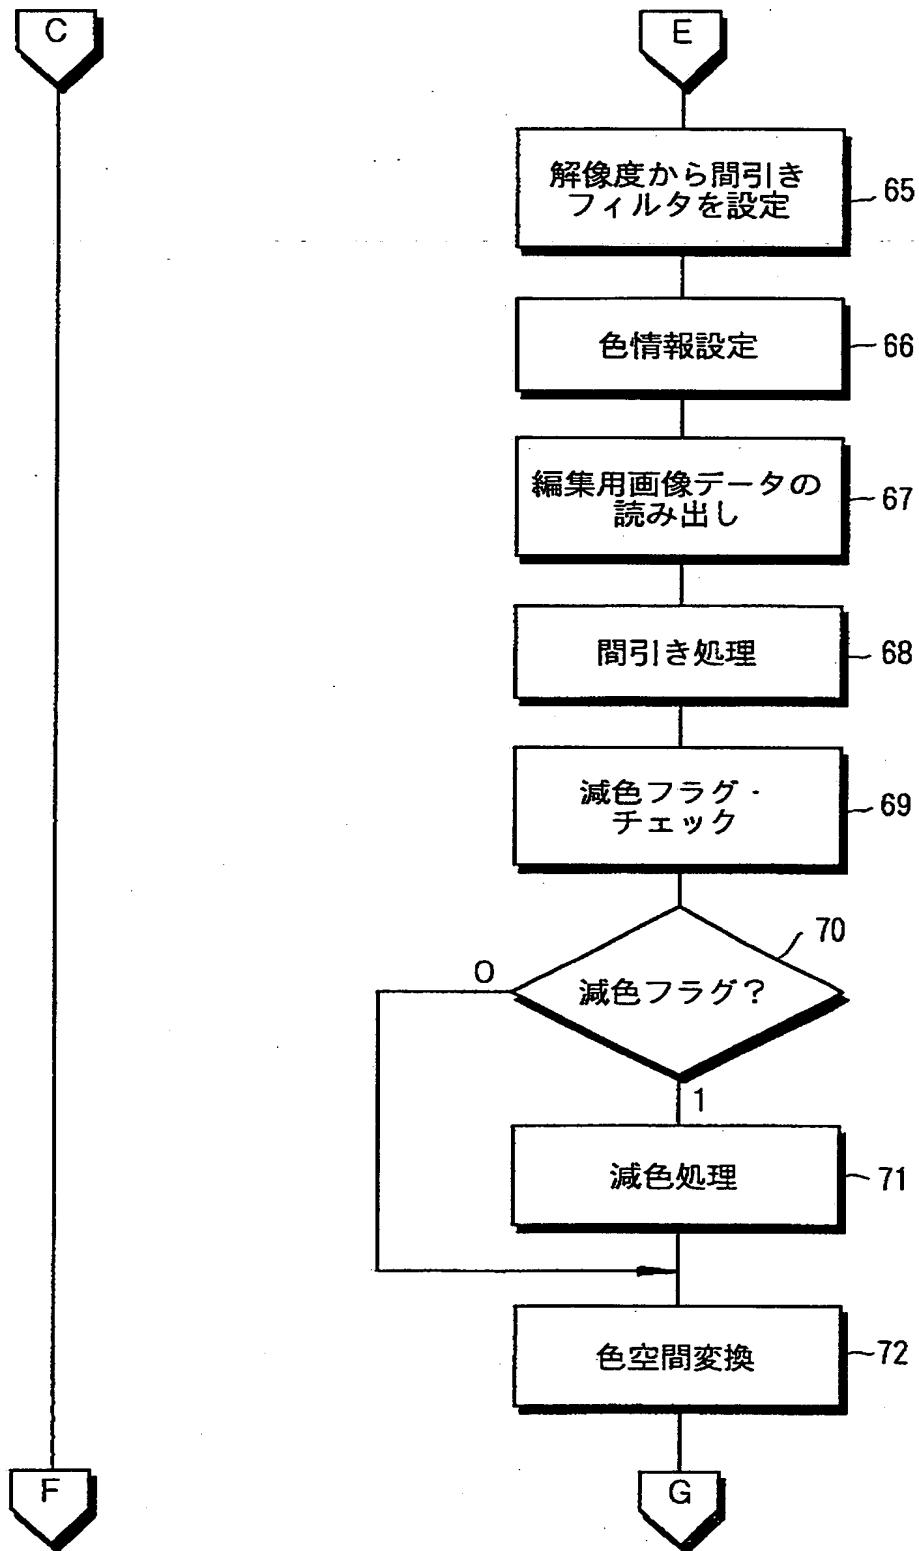 C
E
解像度から間引き
フィルタを設定
65
色情報設定
66
編集用画像データの
読み出し
67
間引き処理
68
減色フラグ・
チェック
69
70
0
減色フラグ?
1
減色処理
71
色空間変換
72
F
G